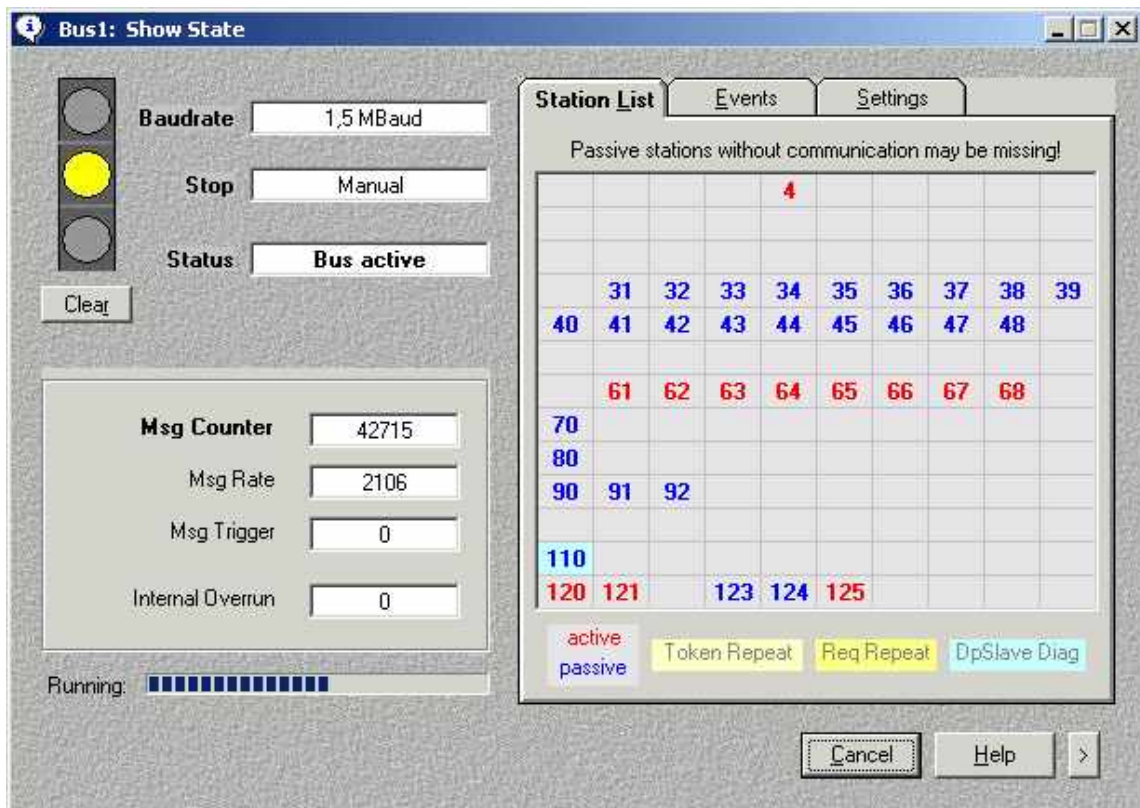 Bus1: Show State
Baudrate 1,5 MBaud
Stop Manual
Status Bus active
Clear
Msg Counter 42715
Msg Rate 2106
Msg Trigger 0
Internal Overrun 0
Running:
Station List Events Settings
Passive stations without communication may be missing!
4
31 32 33 34 35 36 37 38 39
40 41 42 43 44 45 46 47 48
61 62 63 64 65 66 67 68
70
80
90 91 92
110
120 121 123 124 125
active
passive
Token Repeat Req Repeat DpSlave Diag
Cancel Help >